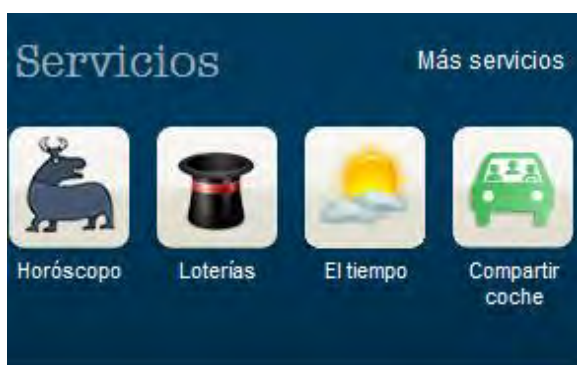 Servicios
Más servicios
Horóscopo
Loterías
El tiempo
Compartir
coche